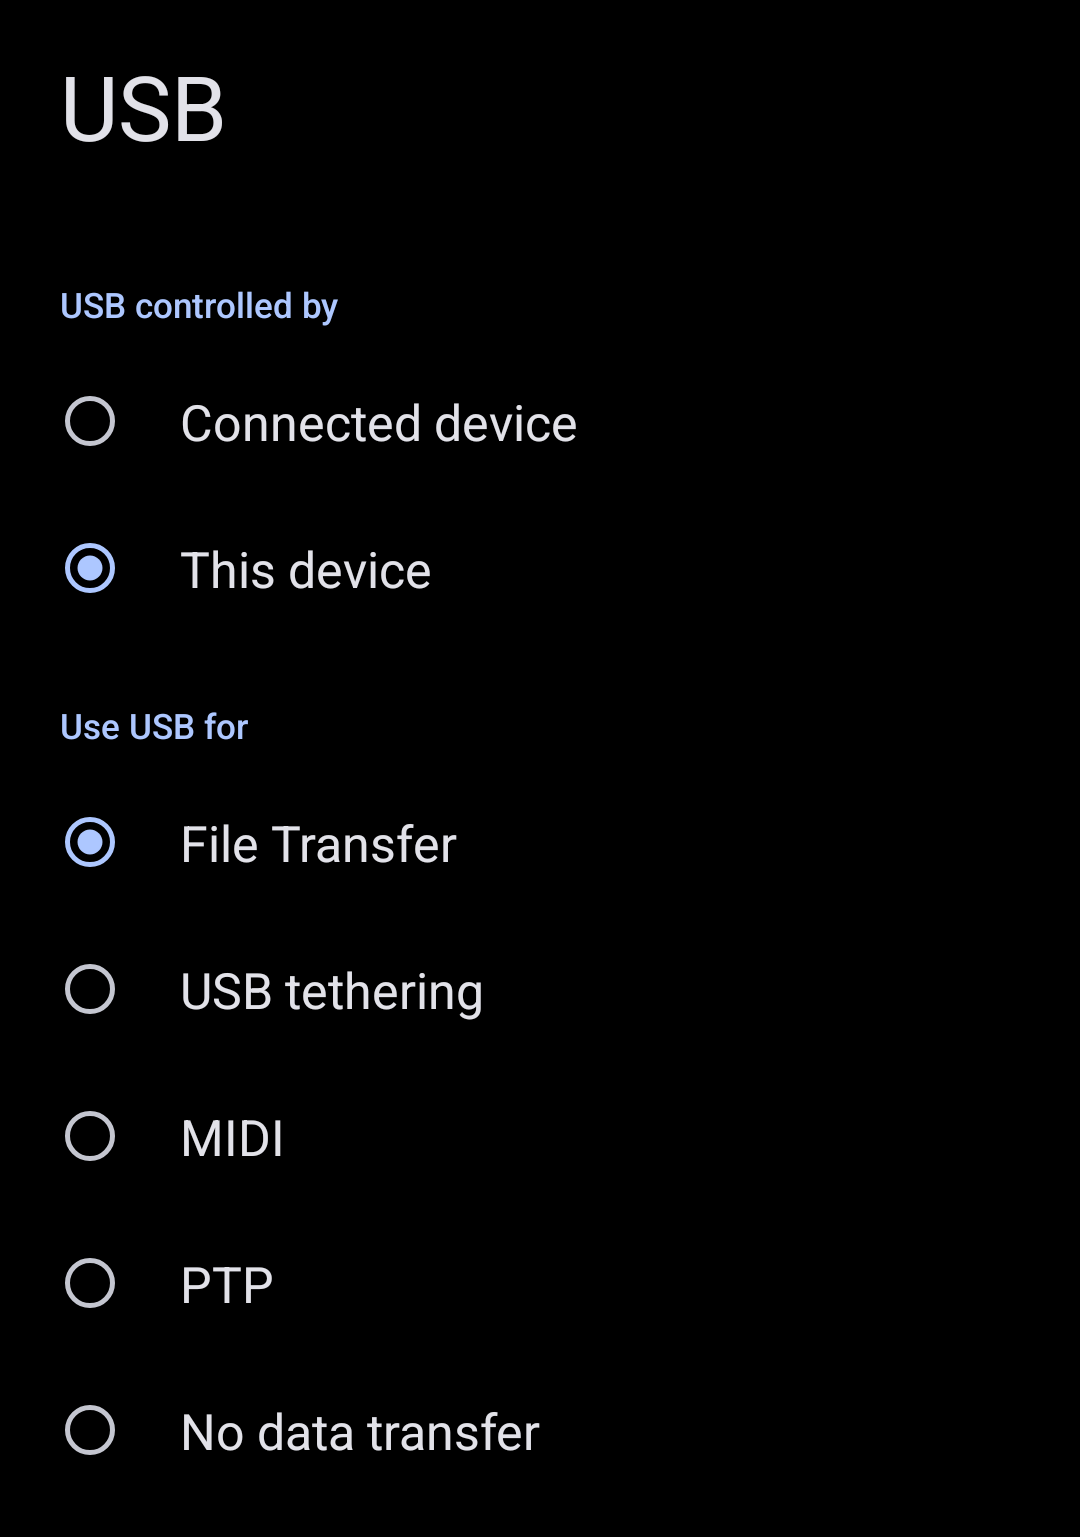 USB
USB controlled by
Connected device
This device
Use USB for
File Transfer
USB tethering
MIDI
PTP
No data transfer